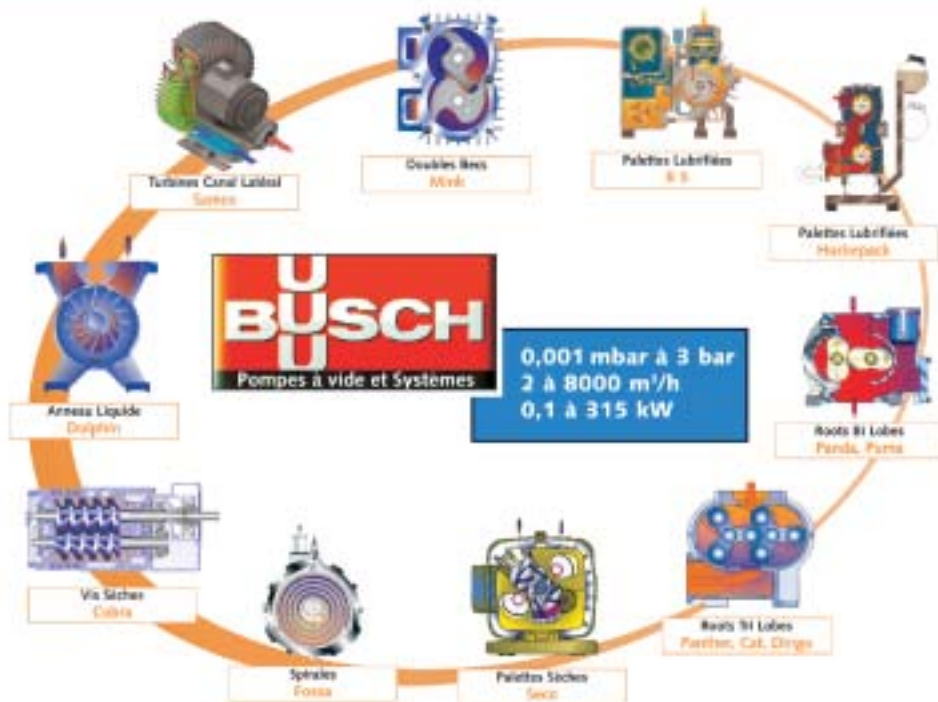 Turbines Canal Latéral
Samos
Doubles Becs
Mink
Palettes Lubrifiées
R 5
Palettes Lubrifiées
Huckepack
Anneau Liquide
Dolphin
BUSCH
U
U
U
Pompes à vide et Systèmes
0,001 mbar à 3 bar
2 à 8000 m³/h
0,1 à 315 kW
Roots Bi Lobes
Panda, Puma
Vis Sèches
Cobra
Spirales
Fossa
Palettes Sèches
Seco
Roots Tri Lobes
Panther, Cat, Dingo